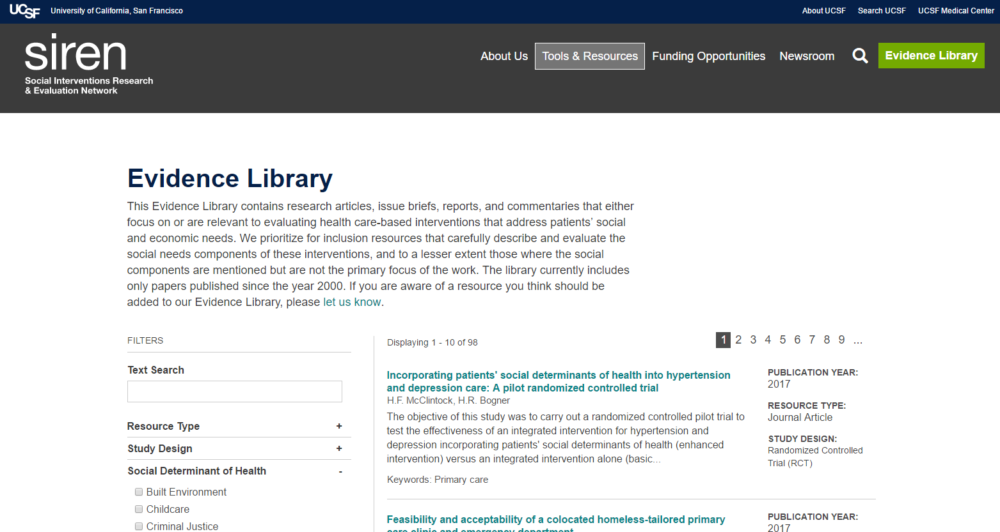 UCSF University of California, San Francisco About UCSF Search UCSF UCSF Medical Center
siren
Social Interventions Research
& Evaluation Network
About Us Tools & Resources Funding Opportunities Newsroom Evidence Library
Evidence Library
This Evidence Library contains research articles, issue briefs, reports, and commentaries that either
focus on or are relevant to evaluating health care-based interventions that address patients’ social
and economic needs. We prioritize for inclusion resources that carefully describe and evaluate the
social needs components of these interventions, and to a lesser extent those where the social
components are mentioned but are not the primary focus of the work. The library currently includes
only papers published since the year 2000. If you are aware of a resource you think should be
added to our Evidence Library, please let us know.
FILTERS
Text Search
Resource Type +
Study Design +
Social Determinant of Health -
Built Environment
Childcare
Criminal Justice
Displaying 1 - 10 of 98
1 2 3 4 5 6 7 8 9 ...
Incorporating patients' social determinants of health into hypertension
and depression care: A pilot randomized controlled trial
H.F. McClintock, H.R. Bogner
The objective of this study was to carry out a randomized controlled pilot trial to
test the effectiveness of an integrated intervention for hypertension and
depression incorporating patients' social determinants of health (enhanced
intervention) versus an integrated intervention alone (basic...
Keywords: Primary care
PUBLICATION YEAR:
2017
RESOURCE TYPE:
Journal Article
STUDY DESIGN:
Randomized Controlled
Trial (RCT)
Feasibility and acceptability of a colocated homeless-tailored primary
care clinic and emergency department
PUBLICATION YEAR:
2017